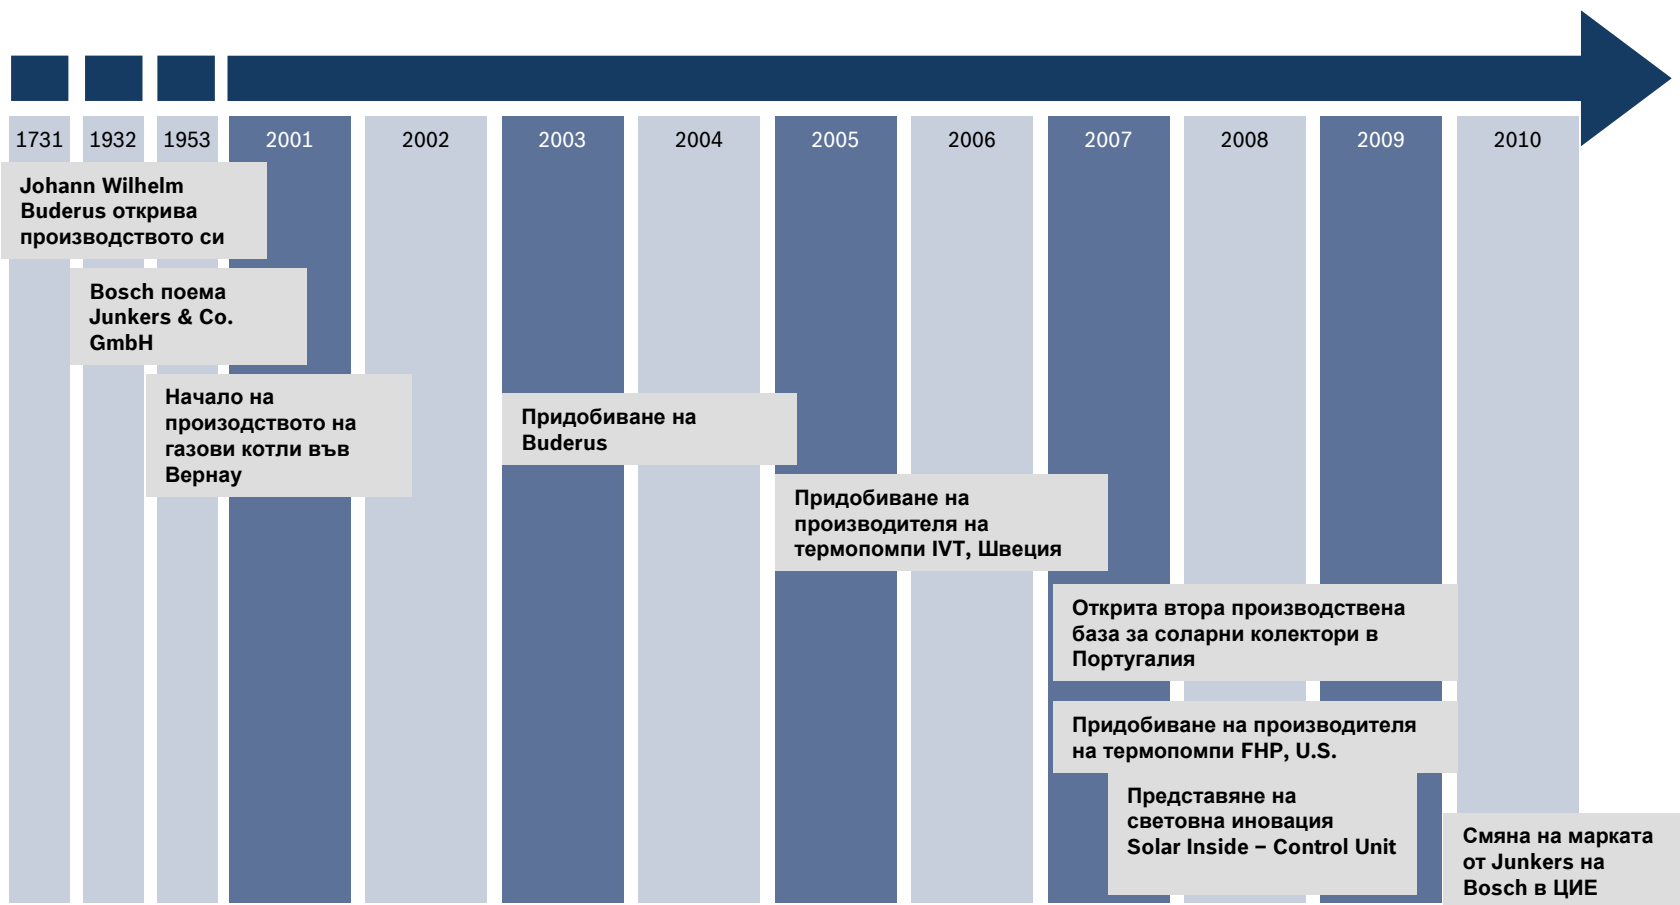 1731 1932 1953 2001 2002 2003 2004 2005 2006 2007 2008 2009 2010
Johann Wilhelm
Buderus открива
производството си
Bosch поема
Junkers & Co.
GmbH
Начало на
произодството на
газови котли във
Вернау
Придобиване на
Buderus
Придобиване на
производителя на
термопомпи IVT, Швеция
Открита втора производствена
база за соларни колектори в
Португалия
Придобиване на производителя
на термопомпи FHP, U.S.
Представяне на
световна иновация
Solar Inside – Control Unit
Смяна на марката
от Junkers на
Bosch в ЦИЕ